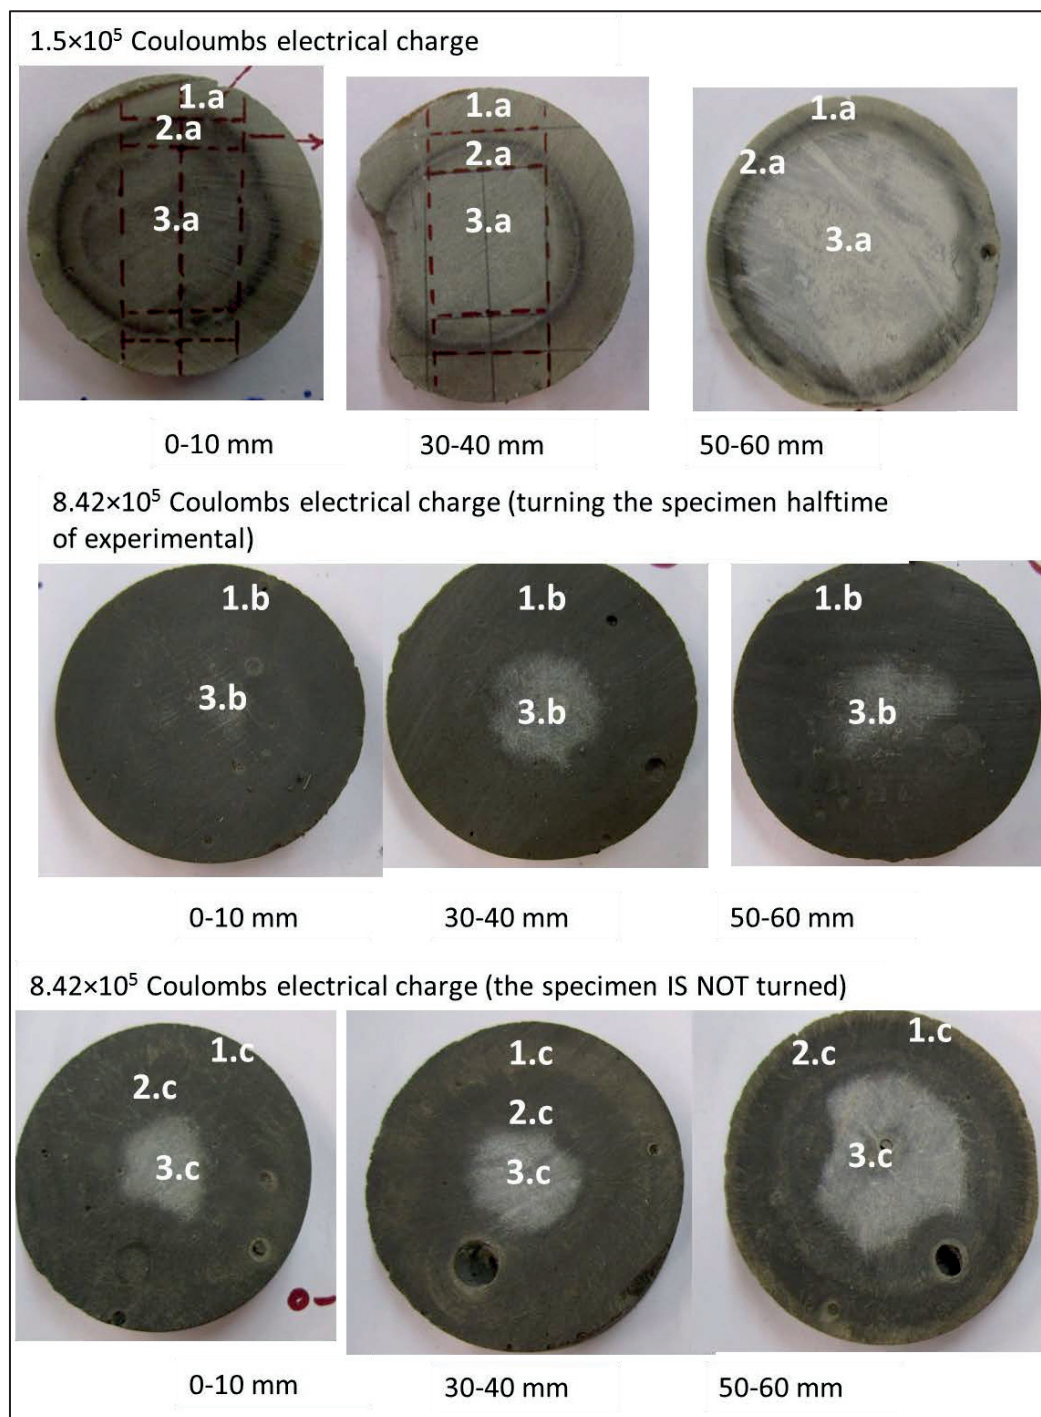 1.5×10⁵ Couloumbs electrical charge
1.a 1.a 1.a
2.a 2.a 2.a
3.a 3.a 3.a
0-10 mm 30-40 mm 50-60 mm
8.42×10⁵ Coulombs electrical charge (turning the specimen halftime
of experimental)
1.b 1.b 1.b
3.b 3.b 3.b
0-10 mm 30-40 mm 50-60 mm
8.42×10⁵ Coulombs electrical charge (the specimen IS NOT turned)
1.c 1.c 1.c
2.c 2.c 2.c
3.c 3.c 3.c
0-10 mm 30-40 mm 50-60 mm